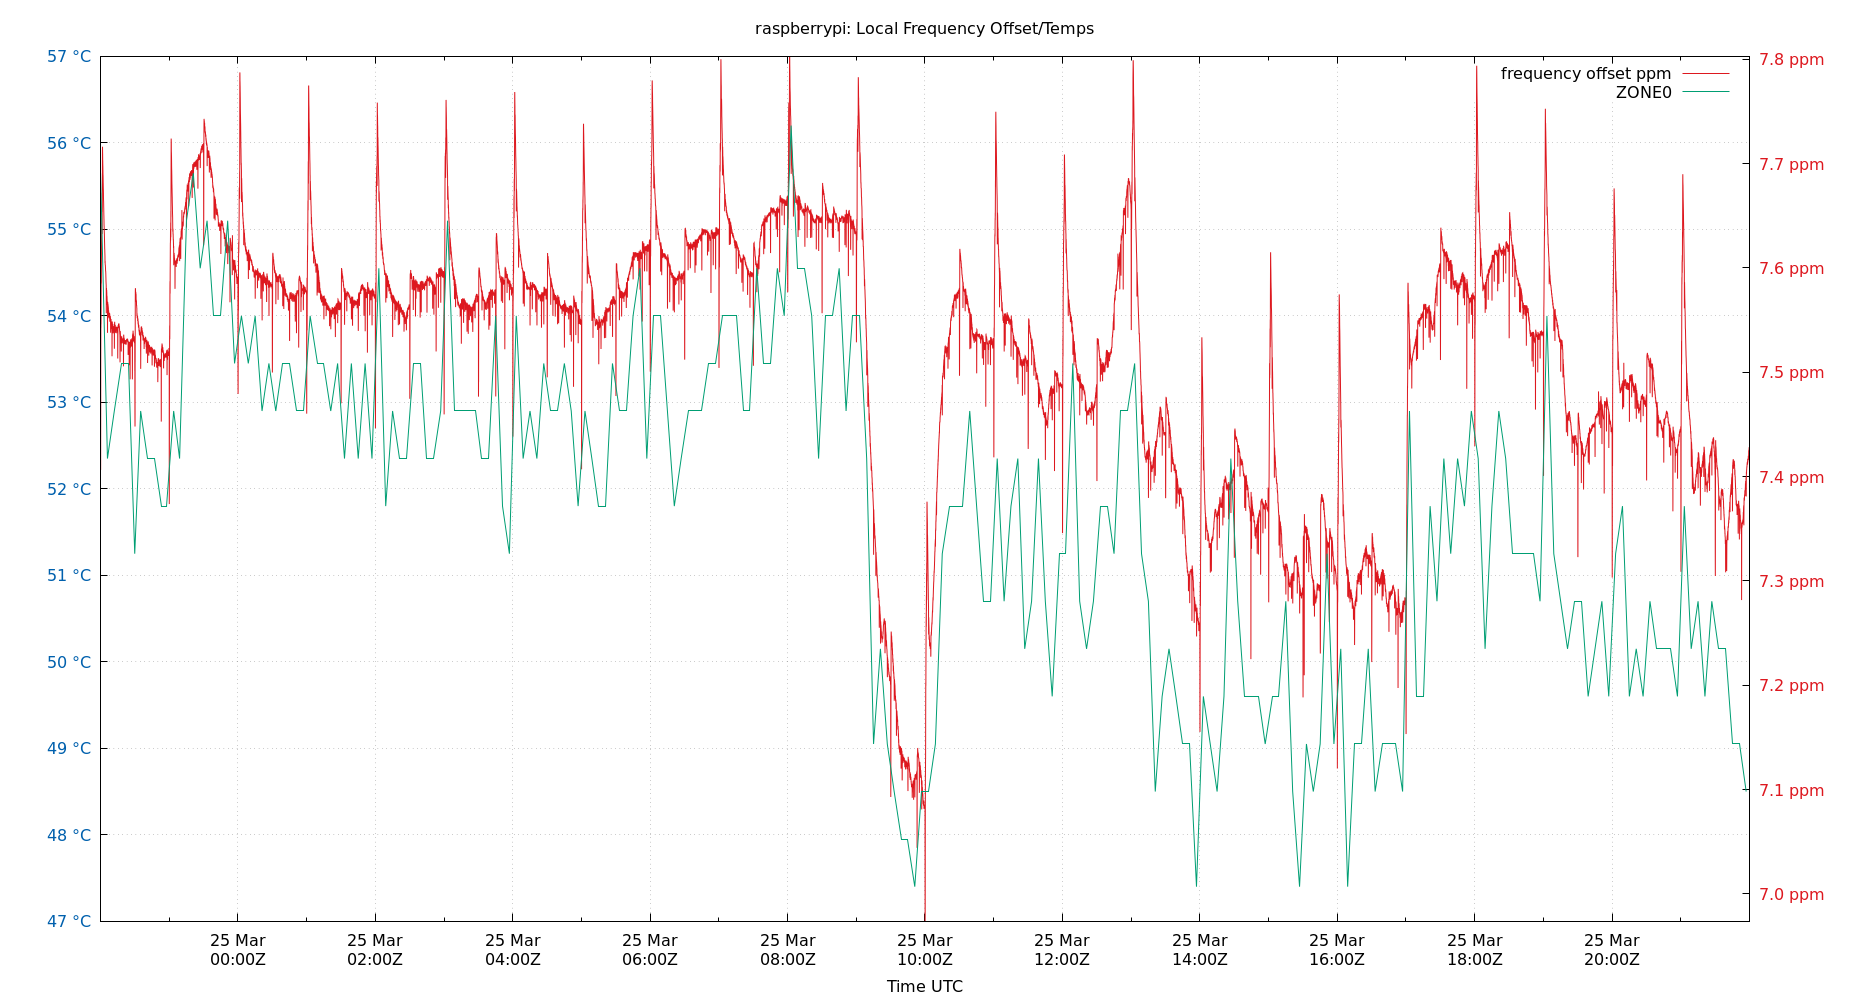 raspberrypi: Local Frequency Offset/Temps
frequency offset ppm
ZONE0
57 °C
56 °C
55 °C
54 °C
53 °C
52 °C
51 °C
50 °C
49 °C
48 °C
47 °C
7.8 ppm
7.7 ppm
7.6 ppm
7.5 ppm
7.4 ppm
7.3 ppm
7.2 ppm
7.1 ppm
7.0 ppm
25 Mar
00:00Z
25 Mar
02:00Z
25 Mar
04:00Z
25 Mar
06:00Z
25 Mar
08:00Z
25 Mar
10:00Z
25 Mar
12:00Z
25 Mar
14:00Z
25 Mar
16:00Z
25 Mar
18:00Z
25 Mar
20:00Z
Time UTC